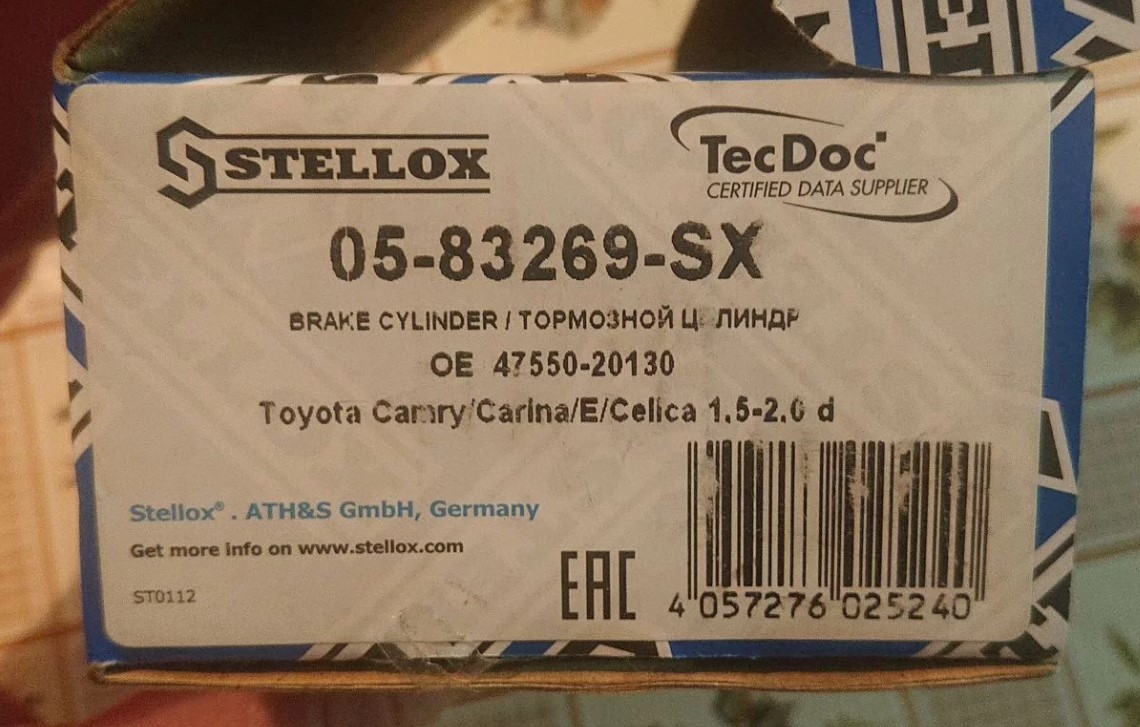 STELLOX
TecDoc
CERTIFIED DATA SUPPLIER
05-83269-SX
BRAKE CYLINDER / ТОРМОЗНОЙ Ц ЛИНДР
OE 47550-20130
Toyota Camry/Carina/E/Celica 1.5-2.0 d
Stellox® . ATH&S GmbH, Germany
Get more info on www.stellox.com
ST0112
EAC
4 057276 025240